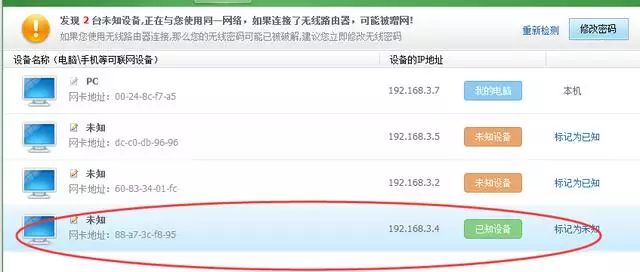 发现 2 台未知设备,正在与您使用同一网络，如果连接了无线路由器，可能被蹭网!
如果您使用无线路由器连接,那么您的无线密码可能已被破解,建议您立即修改无线密码
重新检测
修改密码
设备名称（电脑\手机等可联网设备）
设备的IP地址
PC
网卡地址：00-24-8c-f7-a5
192.168.3.7
我的电脑
本机
未知
网卡地址：dc-c0-db-96-96
192.168.3.5
未知设备
标记为已知
未知
网卡地址：60-83-34-01-fc
192.168.3.2
未知设备
标记为已知
未知
网卡地址：88-a7-3c-f8-95
192.168.3.4
已知设备
标记为未知